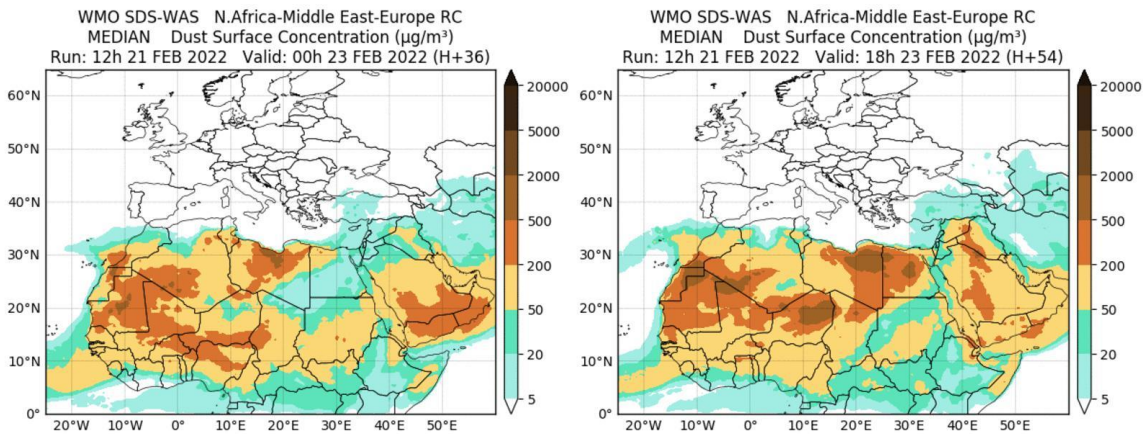 WMO SDS-WAS N.Africa-Middle East-Europe RC
MEDIAN Dust Surface Concentration (µg/m³)
Run: 12h 21 FEB 2022 Valid: 00h 23 FEB 2022 (H+36)
60°N
50°N
40°N
30°N
20°N
10°N
0°
20°W 10°W 0° 10°E 20°E 30°E 40°E 50°E
20000
5000
2000
500
200
50
20
5
WMO SDS-WAS N.Africa-Middle East-Europe RC
MEDIAN Dust Surface Concentration (µg/m³)
Run: 12h 21 FEB 2022 Valid: 18h 23 FEB 2022 (H+54)
60°N
50°N
40°N
30°N
20°N
10°N
0°
20°W 10°W 0° 10°E 20°E 30°E 40°E 50°E
20000
5000
2000
500
200
50
20
5